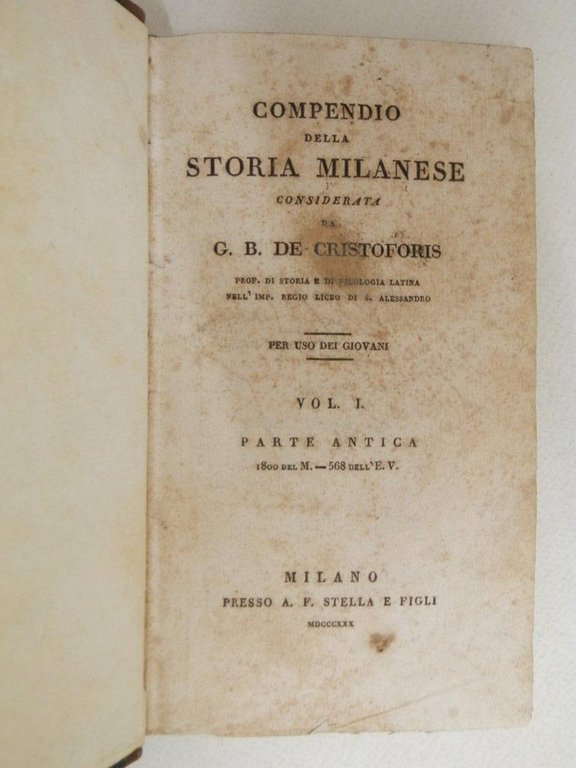 COMPENDIO
DELLA
STORIA MILANESE
CONSIDERATA
DA
G. B. DE CRISTOFORIS
PROF. DI STORIA E DI FILOLOGIA LATINA
NELL' IMP. REGIO LICEO DI S. ALESSANDRO
PER USO DEI GIOVANI
VOL. I.
PARTE ANTICA
1800 DEL M. — 568 DELL' E. V.
MILANO
PRESSO A. F. STELLA E FIGLI
MDCCCXXX